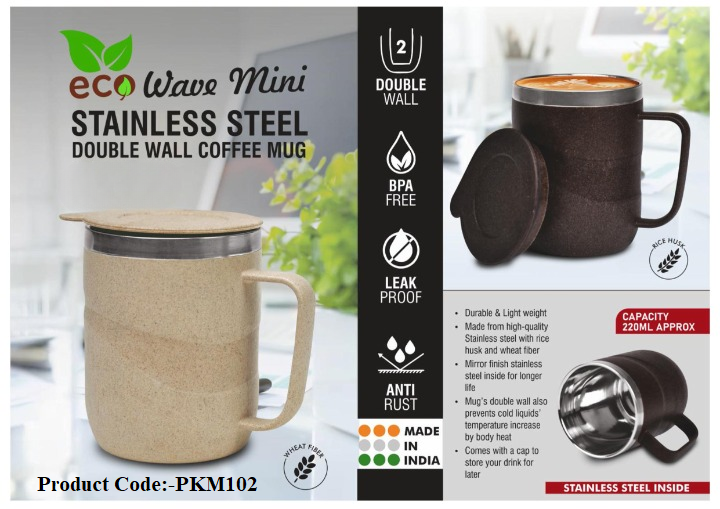 eco Wave Mini
STAINLESS STEEL
DOUBLE WALL COFFEE MUG
WHEAT FIBER
Product Code:-PKM102
2
DOUBLE
WALL
BPA
FREE
LEAK
PROOF
ANTI
RUST
MADE
IN
INDIA
RICE HUSK
• Durable & Light weight
• Made from high-quality
Stainless steel with rice
husk and wheat fiber
• Mirror finish stainless
steel inside for longer
life
• Mug's double wall also
prevents cold liquids'
temperature increase
by body heat
• Comes with a cap to
store your drink for
later
CAPACITY
220ML APPROX
STAINLESS STEEL INSIDE